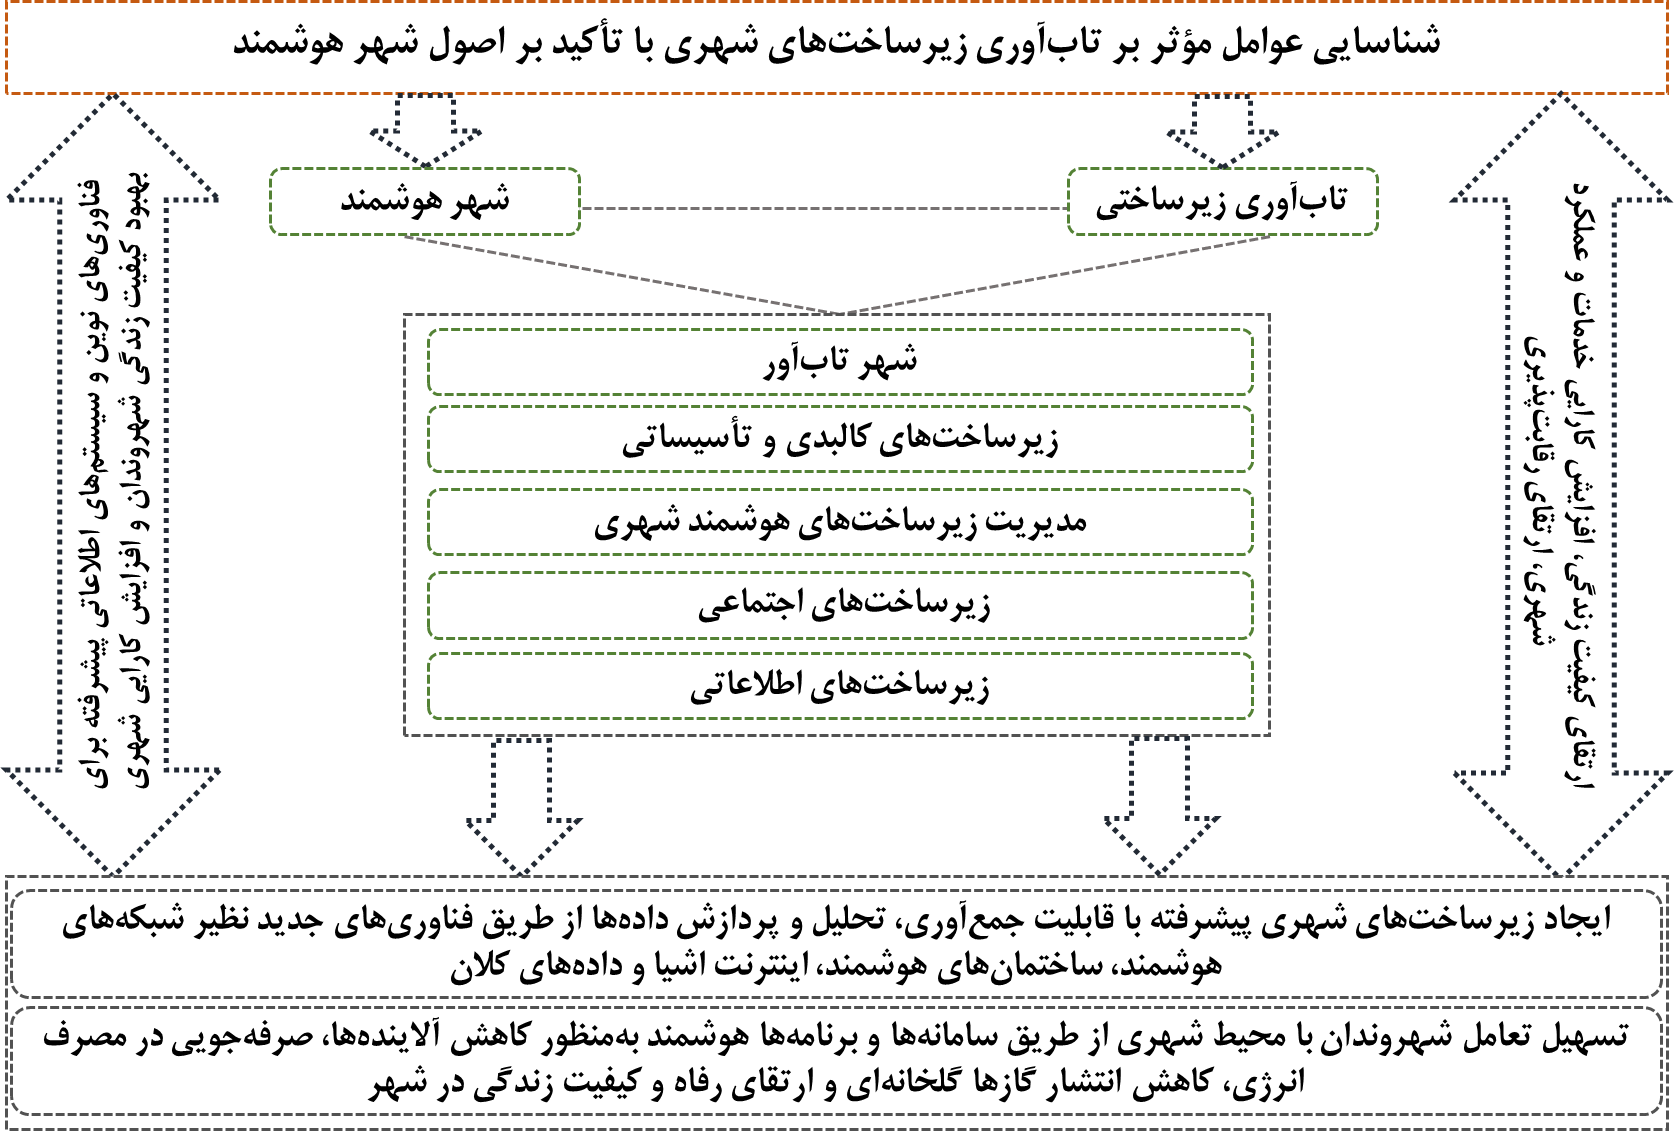 شناسایی عوامل مؤثر بر تاب‌آوری زیرساخت‌های شهری با تأکید بر اصول شهر هوشمند
تاب‌آوری زیرساختی
شهر هوشمند
ارتقای کیفیت زندگی، افزایش کارایی خدمات و عملکرد
شهری، ارتقای رقابت‌پذیری
شهر تاب‌آور
زیرساخت‌های کالبدی و تأسیساتی
مدیریت زیرساخت‌های هوشمند شهری
زیرساخت‌های اجتماعی
زیرساخت‌های اطلاعاتی
فناوری‌های نوین و سیستم‌های اطلاعاتی پیشرفته برای
بهبود کیفیت زندگی شهروندان و افزایش کارایی شهری
ایجاد زیرساخت‌های شهری پیشرفته با قابلیت جمع‌آوری، تحلیل و پردازش داده‌ها از طریق فناوری‌های جدید نظیر شبکه‌های
هوشمند، ساختمان‌های هوشمند، اینترنت اشیا و داده‌های کلان
تسهیل تعامل شهروندان با محیط شهری از طریق سامانه‌ها و برنامه‌ها هوشمند به‌منظور کاهش آلاینده‌ها، صرفه‌جویی در مصرف
انرژی، کاهش انتشار گازها گلخانه‌ای و ارتقای رفاه و کیفیت زندگی در شهر